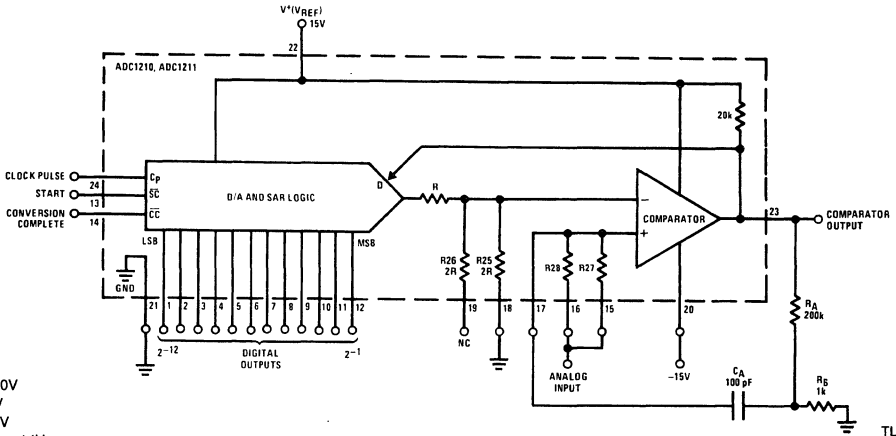 V⁺(VREF)
15V
22
ADC1210, ADC1211
20k
CLOCK PULSE
24
CP
START
13
SC
D/A AND SAR LOGIC
D
R
CONVERSION
COMPLETE
14
CC
COMPARATOR
−
+
23
COMPARATOR
OUTPUT
LSB
MSB
R26
2R
R25
2R
R28
R27
GND
21
1
2
3
4
5
6
7
8
9
10
11
12
19
18
17
16
15
20
RA
200k
2−12
DIGITAL
OUTPUTS
2−1
NC
ANALOG
INPUT
−15V
CA
100 pF
RB
1k
0V
V
V
TL